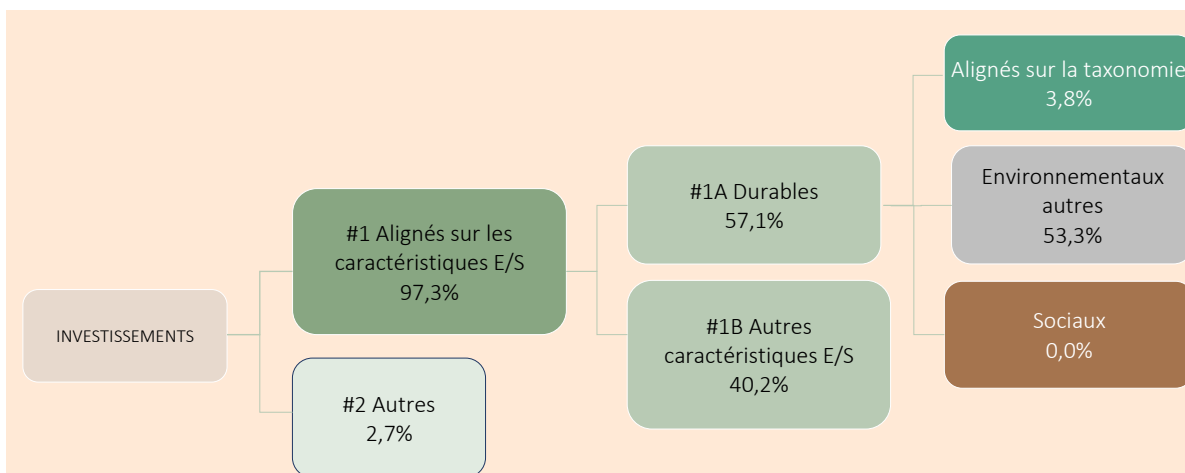 INVESTISSEMENTS
#1 Alignés sur les
caractéristiques E/S
97,3%
#2 Autres
2,7%
#1A Durables
57,1%
#1B Autres
caractéristiques E/S
40,2%
Alignés sur la taxonomie
3,8%
Environnementaux
autres
53,3%
Sociaux
0,0%